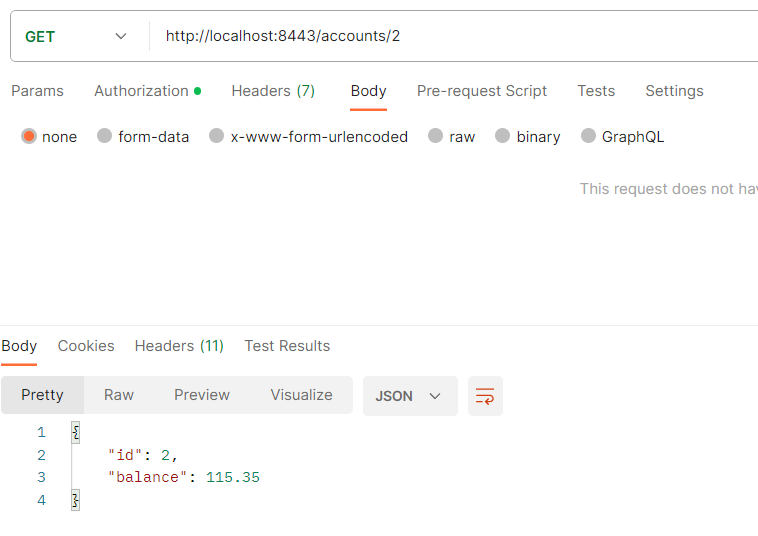 GET http://localhost:8443/accounts/2
Params Authorization Headers (7) Body Pre-request Script Tests Settings
none form-data x-www-form-urlencoded raw binary GraphQL
This request does not hav
Body Cookies Headers (11) Test Results
Pretty Raw Preview Visualize JSON
1 {
2 "id": 2,
3 "balance": 115.35
4 }